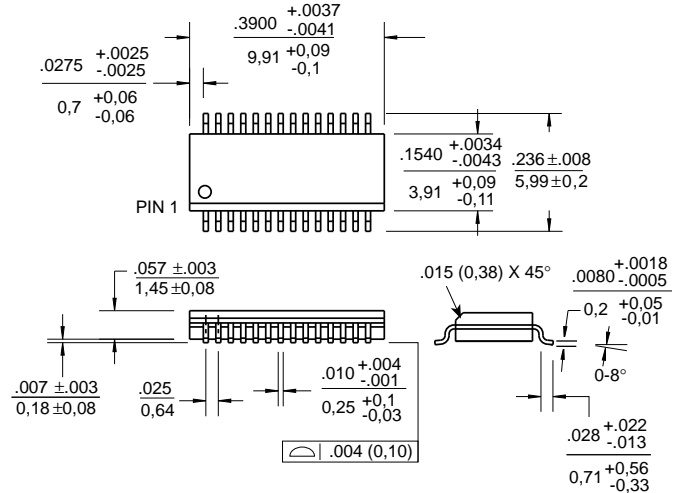 .3900 +.0037 -.0041
9,91 +0,09 -0,1
.0275 +.0025 -.0025
0,7 +0,06 -0,06
.1540 +.0034 -.0043
3,91 +0,09 -0,11
.236±.008
5,99±0,2
PIN 1
.057 ±.003
1,45±0,08
.015 (0,38) X 45°
.0080 +.0018 -.0005
0,2 +0,05 -0,01
0-8°
.007 ±.003
0,18±0,08
.025
0,64
.010 +.004 -.001
0,25 +0,1 -0,03
.004 (0,10)
.028 +.022 -.013
0,71 +0,56 -0,33